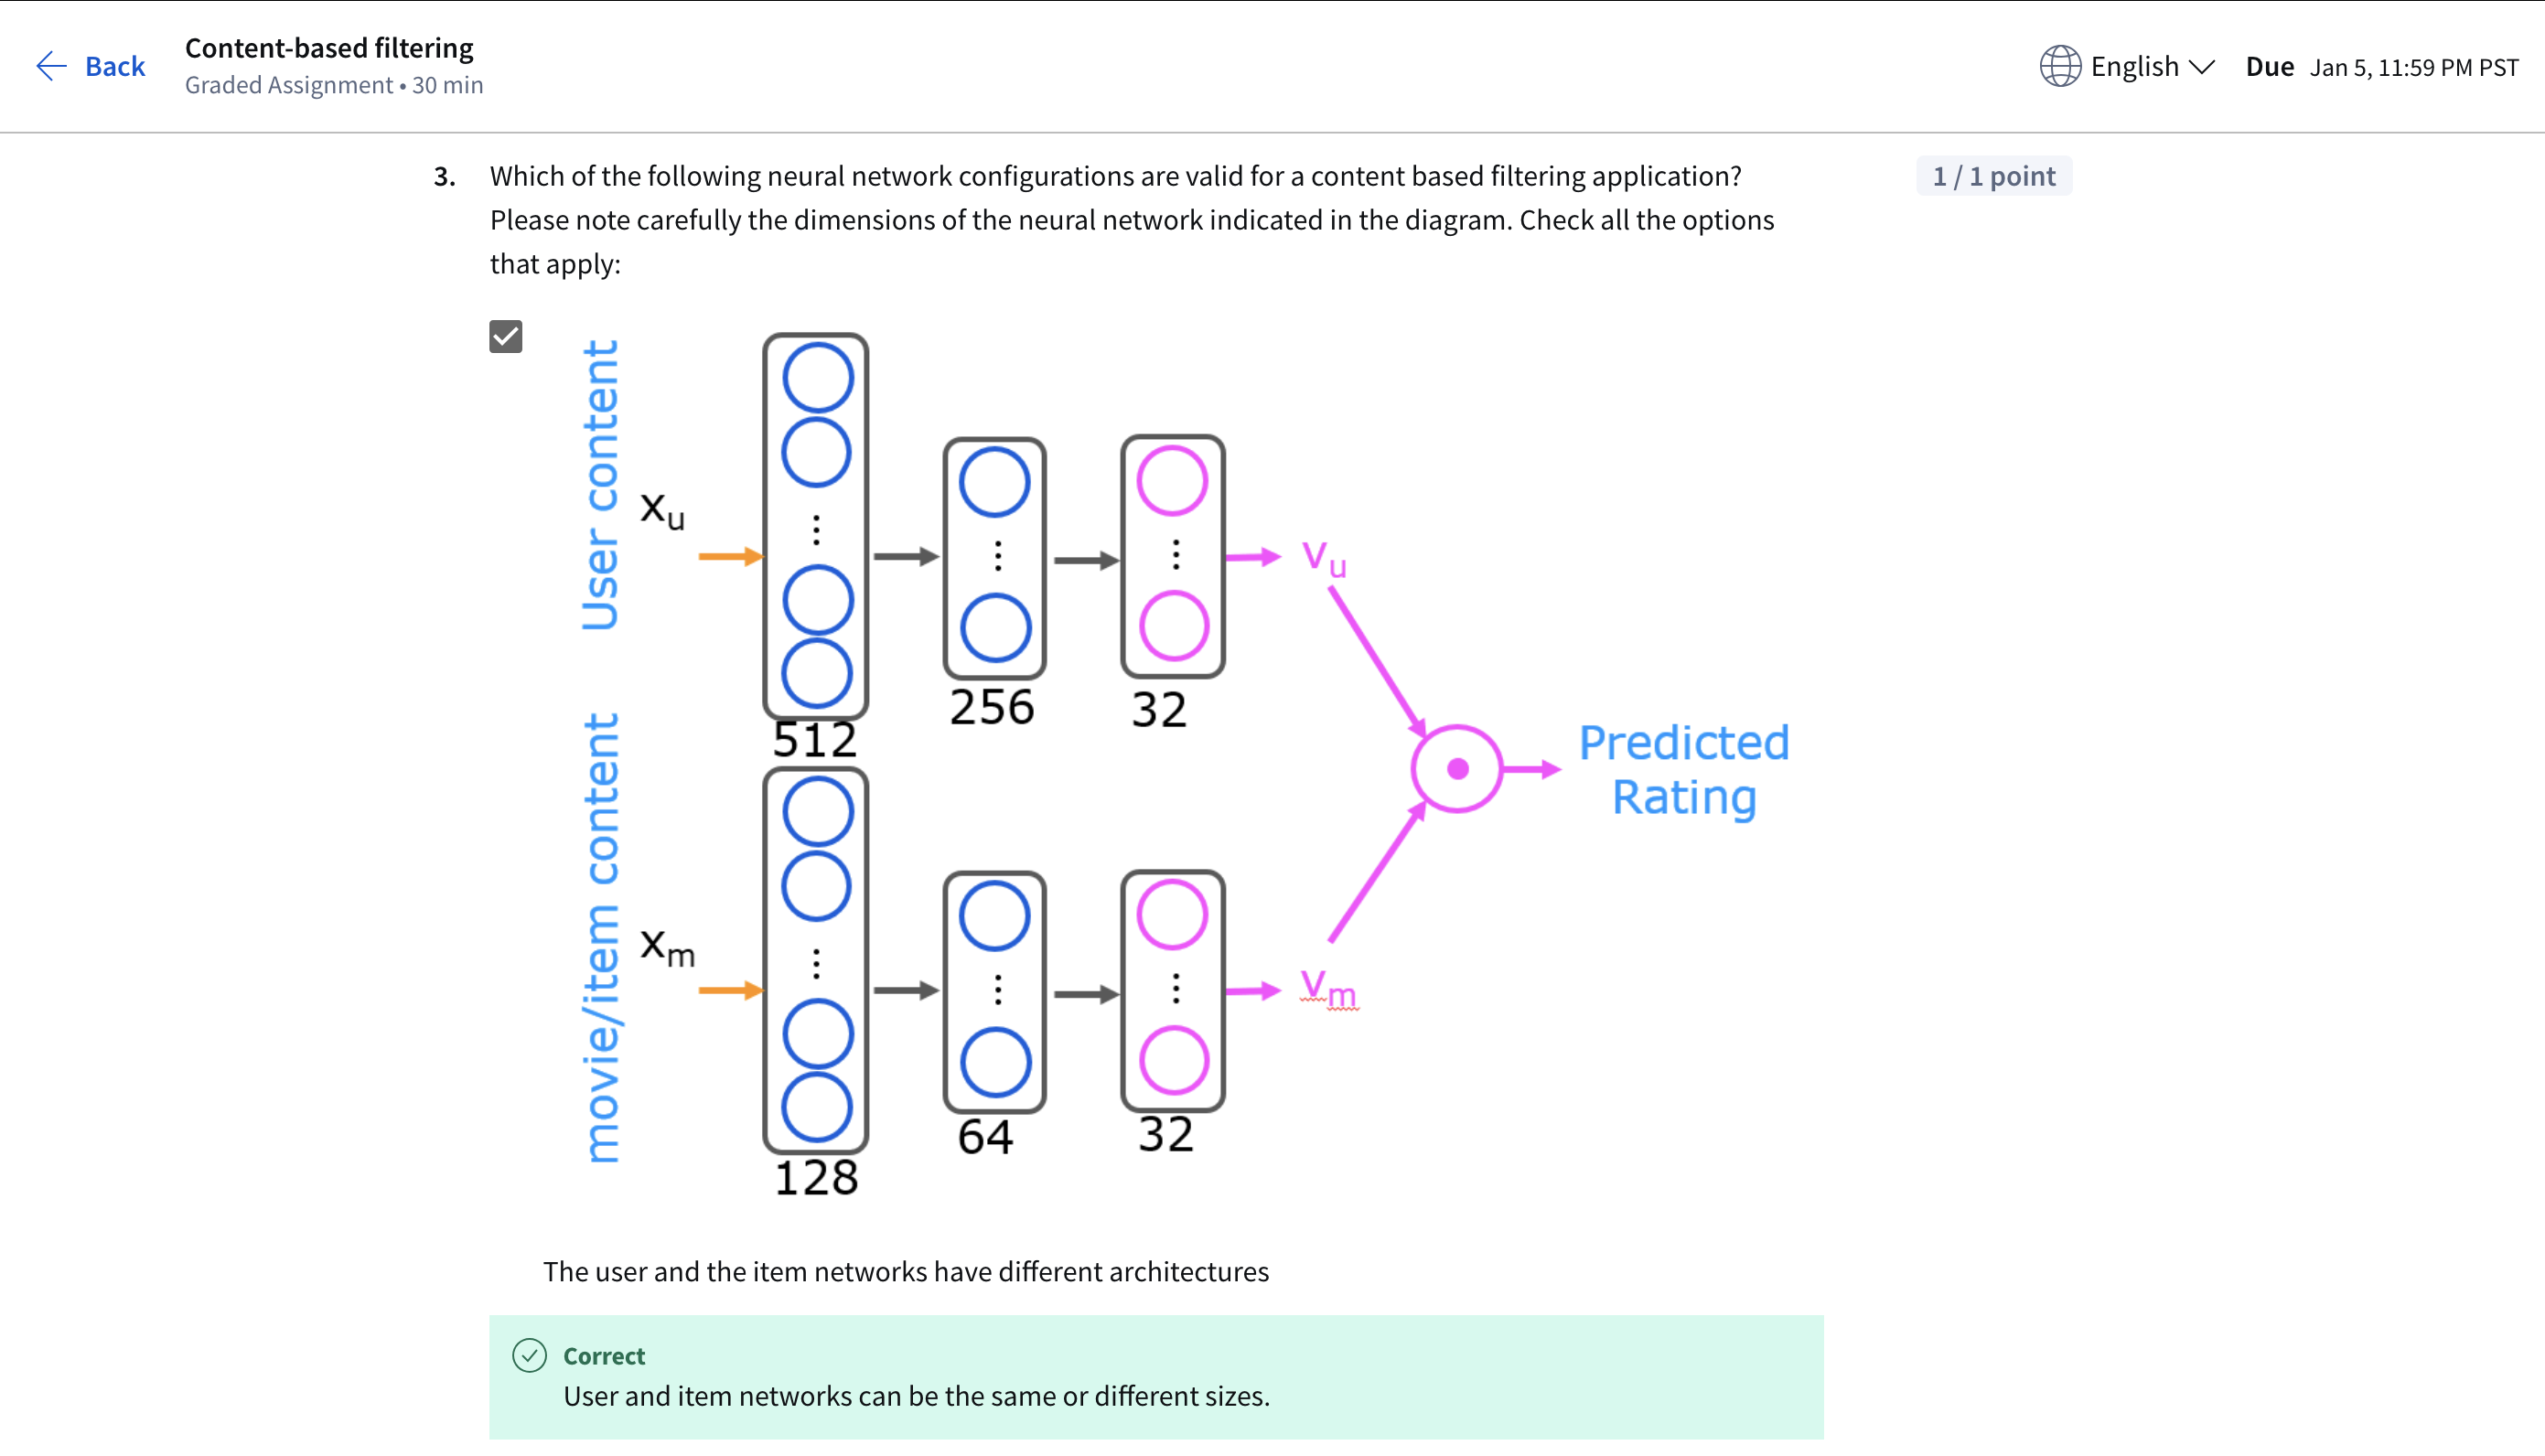 Back
Content-based filtering
Graded Assignment • 30 min
English
Due Jan 5, 11:59 PM PST
3. Which of the following neural network configurations are valid for a content based filtering application?
Please note carefully the dimensions of the neural network indicated in the diagram. Check all the options
that apply:
1 / 1 point
User content
xu
512
256
32
vu
movie/item content
xm
128
64
32
vm
Predicted
Rating
The user and the item networks have different architectures
Correct
User and item networks can be the same or different sizes.